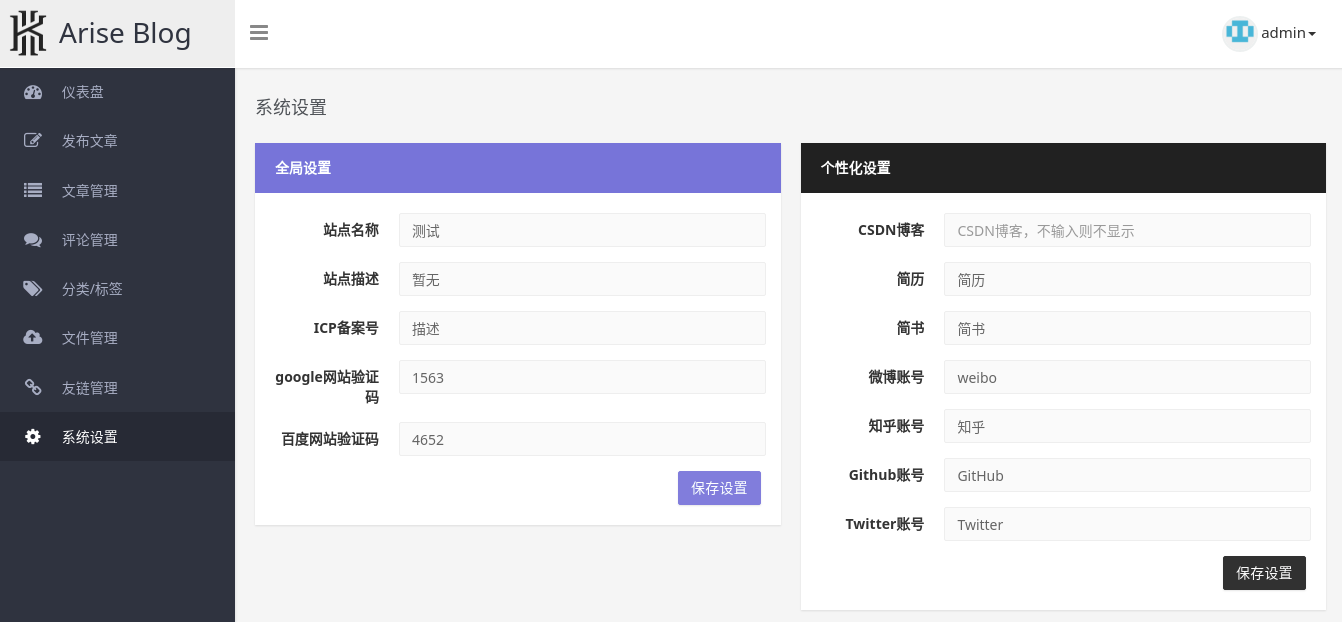 Arise Blog
admin
仪表盘
发布文章
文章管理
评论管理
分类/标签
文件管理
友链管理
系统设置
系统设置
全局设置
站点名称 测试
站点描述 暂无
ICP备案号 描述
google网站验证
码 1563
百度网站验证码 4652
保存设置
个性化设置
CSDN博客 CSDN博客，不输入则不显示
简历 简历
简书 简书
微博账号 weibo
知乎账号 知乎
Github账号 GitHub
Twitter账号 Twitter
保存设置